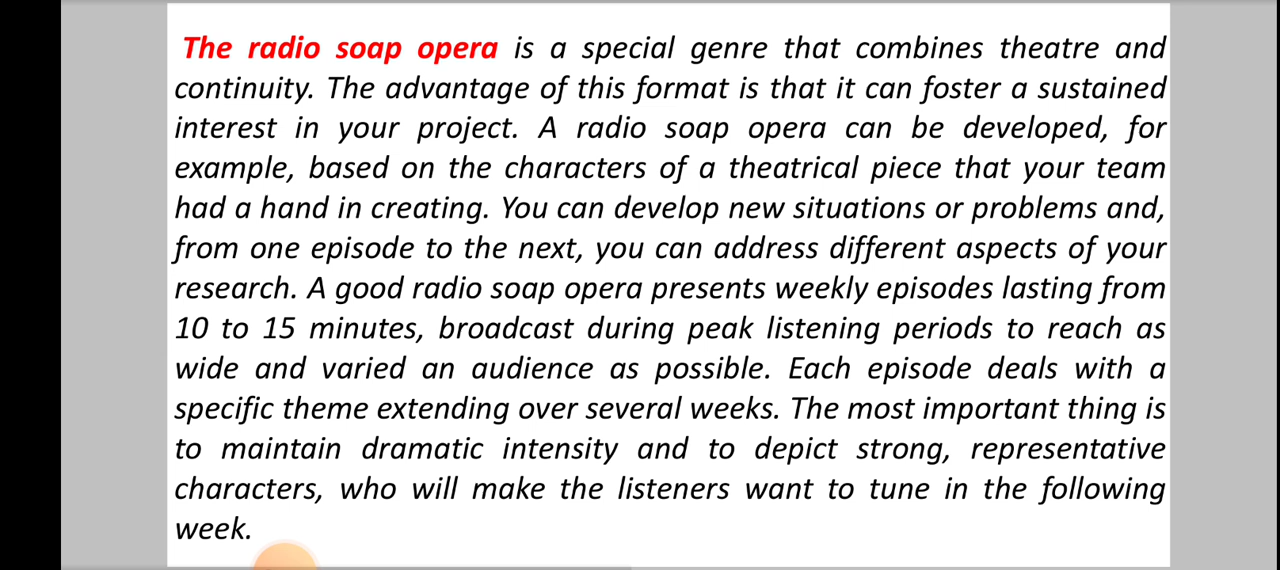 The radio soap opera is a special genre that combines theatre and
continuity. The advantage of this format is that it can foster a sustained
interest in your project. A radio soap opera can be developed, for
example, based on the characters of a theatrical piece that your team
had a hand in creating. You can develop new situations or problems and,
from one episode to the next, you can address different aspects of your
research. A good radio soap opera presents weekly episodes lasting from
10 to 15 minutes, broadcast during peak listening periods to reach as
wide and varied an audience as possible. Each episode deals with a
specific theme extending over several weeks. The most important thing is
to maintain dramatic intensity and to depict strong, representative
characters, who will make the listeners want to tune in the following
week.